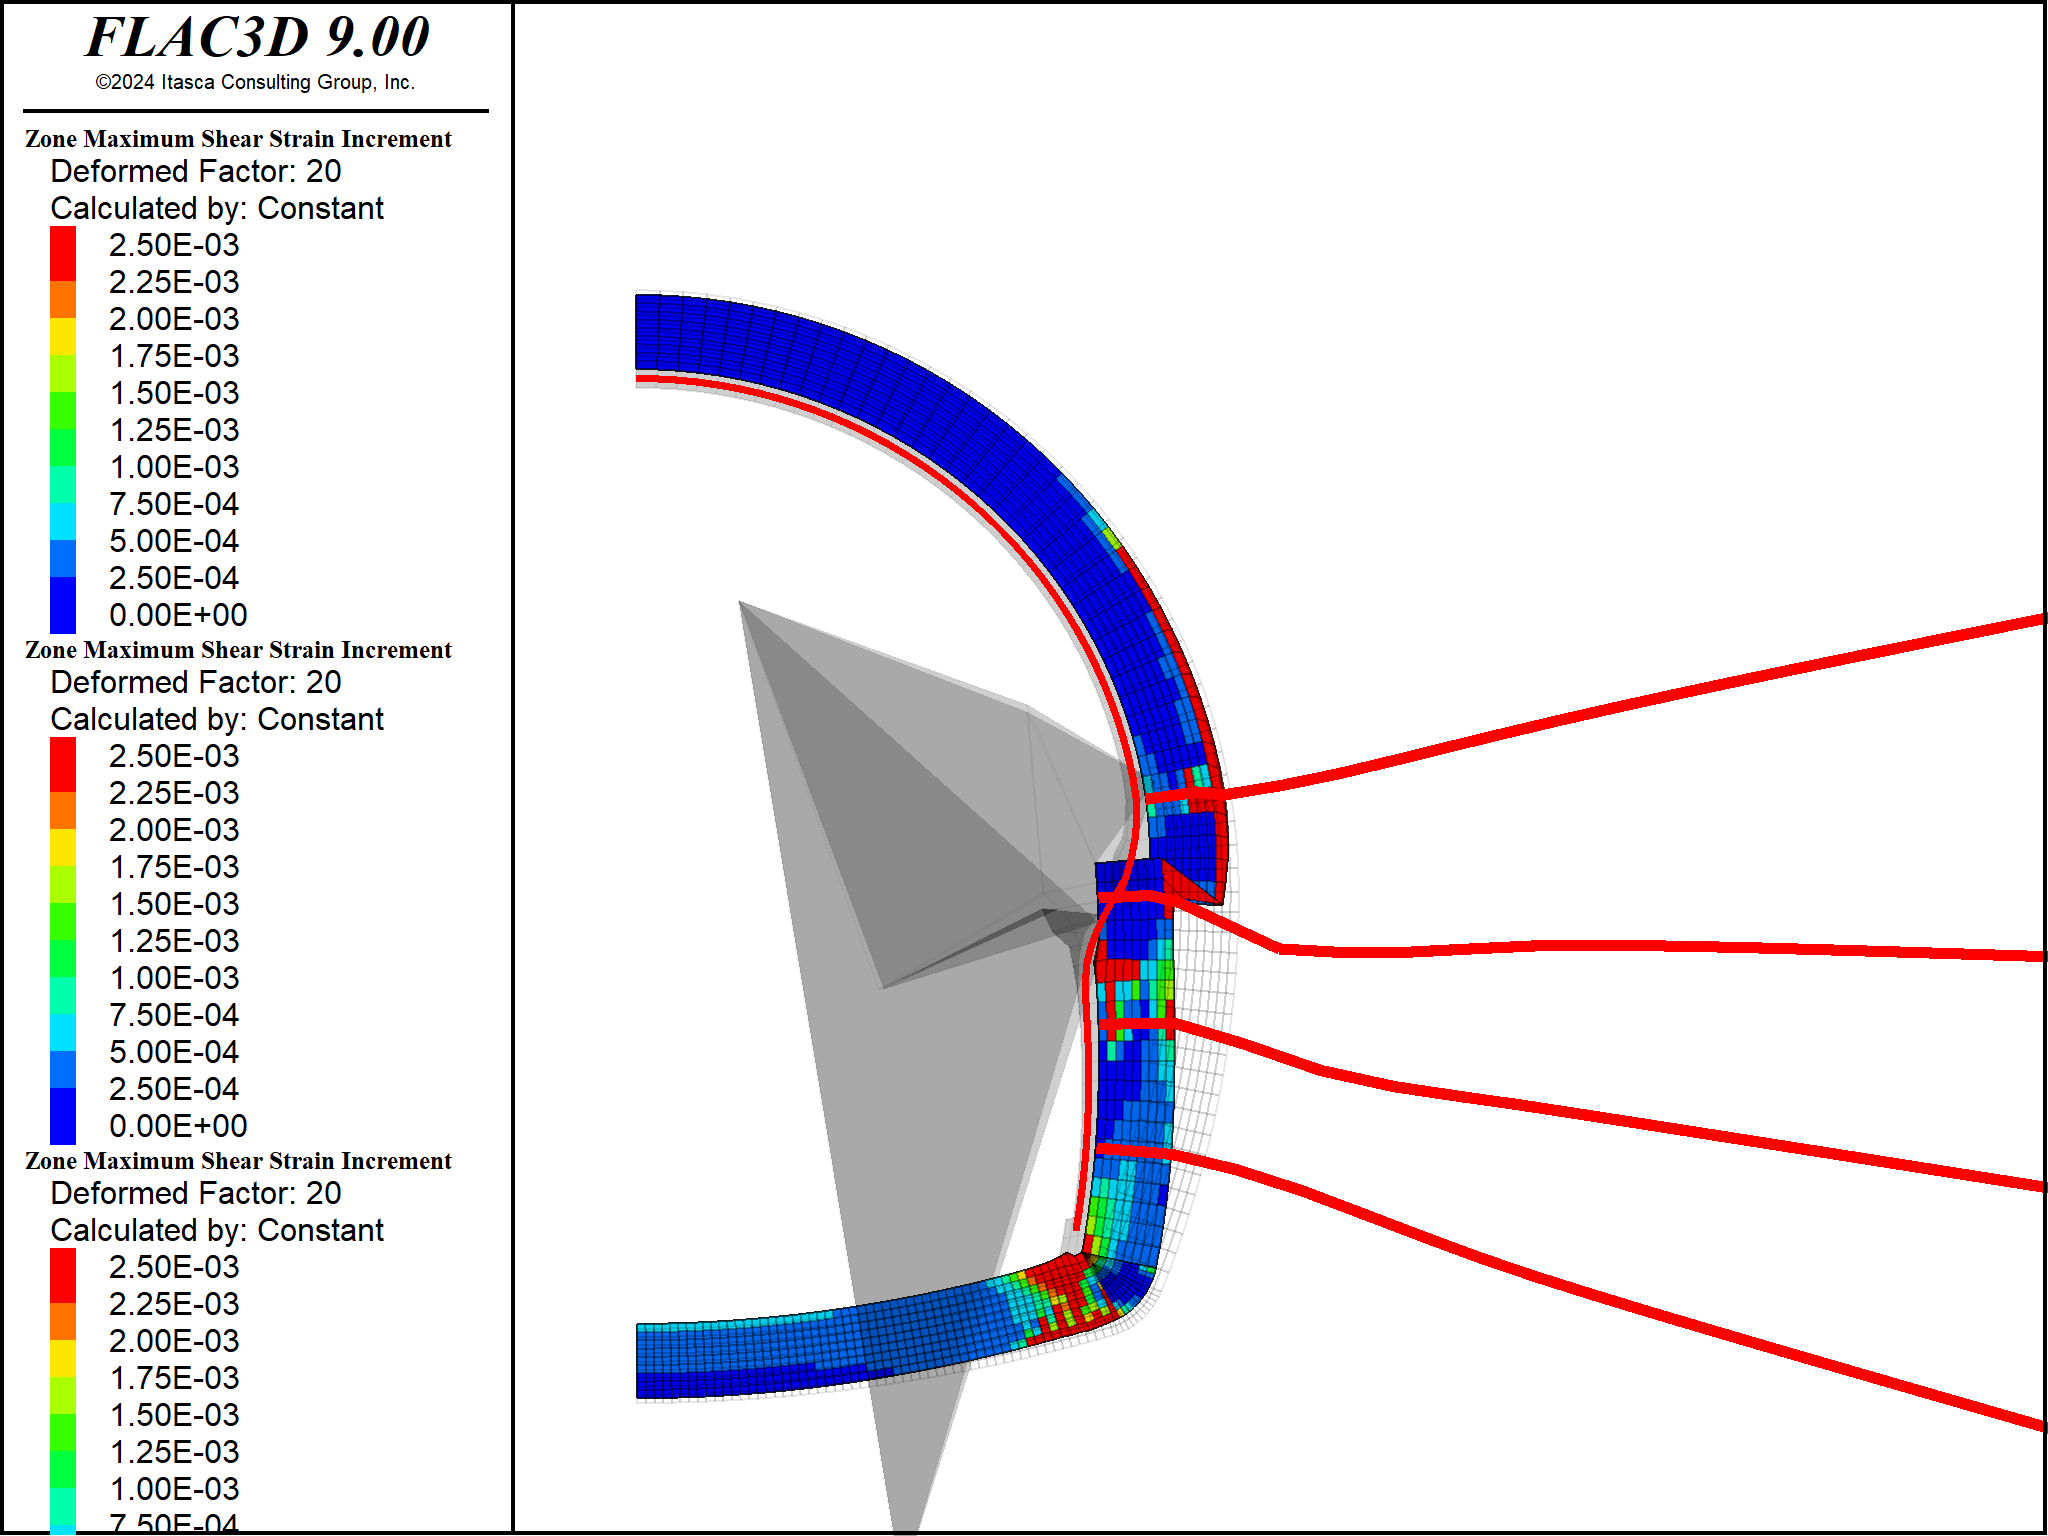 FLAC3D 9.00
©2024 Itasca Consulting Group, Inc.
Zone Maximum Shear Strain Increment
Deformed Factor: 20
Calculated by: Constant
2.50E-03
2.25E-03
2.00E-03
1.75E-03
1.50E-03
1.25E-03
1.00E-03
7.50E-04
5.00E-04
2.50E-04
0.00E+00
Zone Maximum Shear Strain Increment
Deformed Factor: 20
Calculated by: Constant
2.50E-03
2.25E-03
2.00E-03
1.75E-03
1.50E-03
1.25E-03
1.00E-03
7.50E-04
5.00E-04
2.50E-04
0.00E+00
Zone Maximum Shear Strain Increment
Deformed Factor: 20
Calculated by: Constant
2.50E-03
2.25E-03
2.00E-03
1.75E-03
1.50E-03
1.25E-03
1.00E-03
7.50E-04